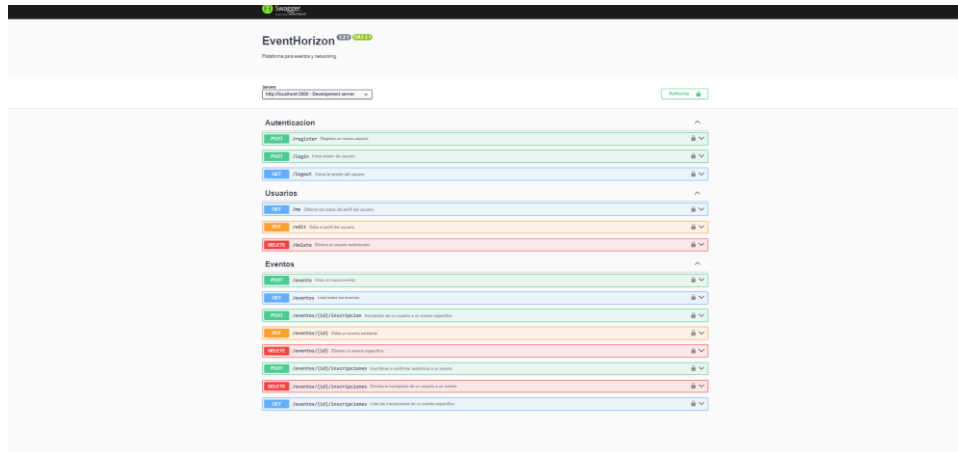 Swagger
EventHorizon 1.0.0 OAS 3.0
Plataforma para eventos y networking.
Servers
http://localhost:3000 - Development server
Authorize
Autenticacion
POST /register Registra un nuevo usuario
POST /login Inicia sesión de usuario
GET /logout Cierra la sesión del usuario
Usuarios
GET /me Obtiene los datos del perfil del usuario
PUT /edit Edita el perfil del usuario
DELETE /delete Elimina el usuario autenticado
Eventos
POST /evento Crea un nuevo evento
GET /eventos Lista todos los eventos
POST /eventos/{id}/inscripcion Inscripción de un usuario a un evento específico
PUT /eventos/{id} Edita un evento existente
DELETE /eventos/{id} Elimina un evento específico
POST /eventos/{id}/inscripciones Inscribirse o confirmar asistencia a un evento
DELETE /eventos/{id}/inscripciones Elimina la inscripción de un usuario a un evento
GET /eventos/{id}/inscripciones Lista las inscripciones de un evento específico